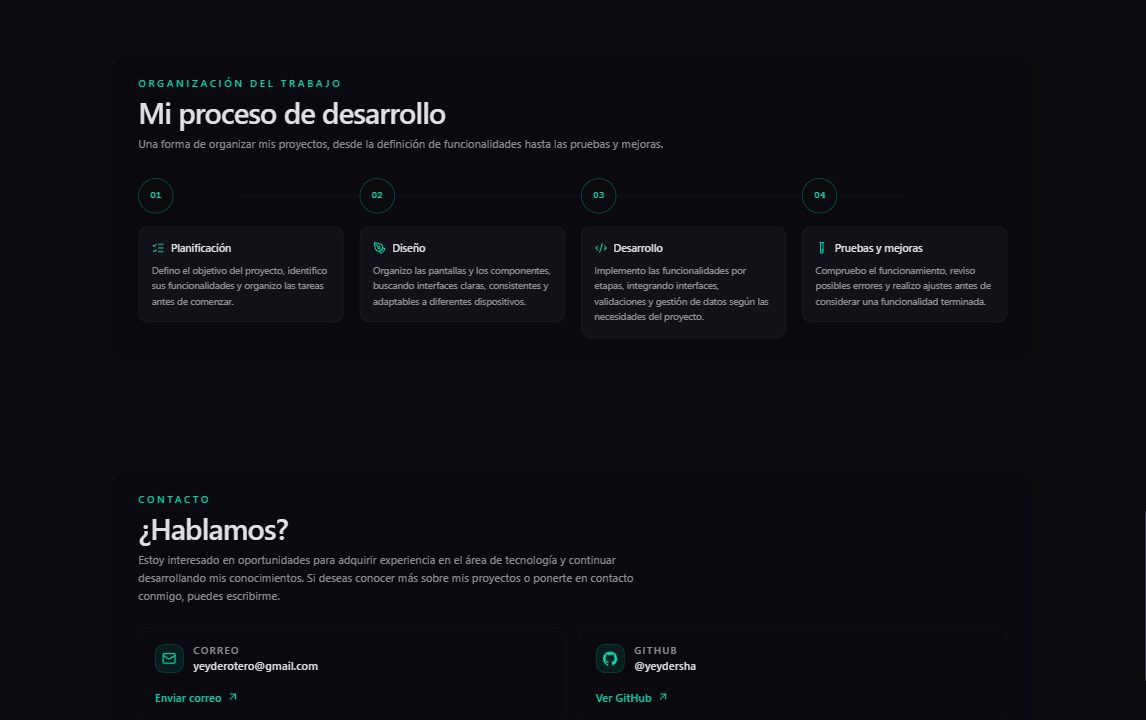 ORGANIZACIÓN DEL TRABAJO
Mi proceso de desarrollo
Una forma de organizar mis proyectos, desde la definición de funcionalidades hasta las pruebas y mejoras.
01
02
03
04
Planificación
Defino el objetivo del proyecto, identifico
sus funcionalidades y organizo las tareas
antes de comenzar.
Diseño
Organizo las pantallas y los componentes,
buscando interfaces claras, consistentes y
adaptables a diferentes dispositivos.
Desarrollo
Implemento las funcionalidades por
etapas, integrando interfaces,
validaciones y gestión de datos según las
necesidades del proyecto.
Pruebas y mejoras
Compruebo el funcionamiento, reviso
posibles errores y realizo ajustes antes de
considerar una funcionalidad terminada.
CONTACTO
¿Hablamos?
Estoy interesado en oportunidades para adquirir experiencia en el área de tecnología y continuar
desarrollando mis conocimientos. Si deseas conocer más sobre mis proyectos o ponerte en contacto
conmigo, puedes escribirme.
CORREO
yeyderotero@gmail.com
Enviar correo
GITHUB
@yeydersha
Ver GitHub